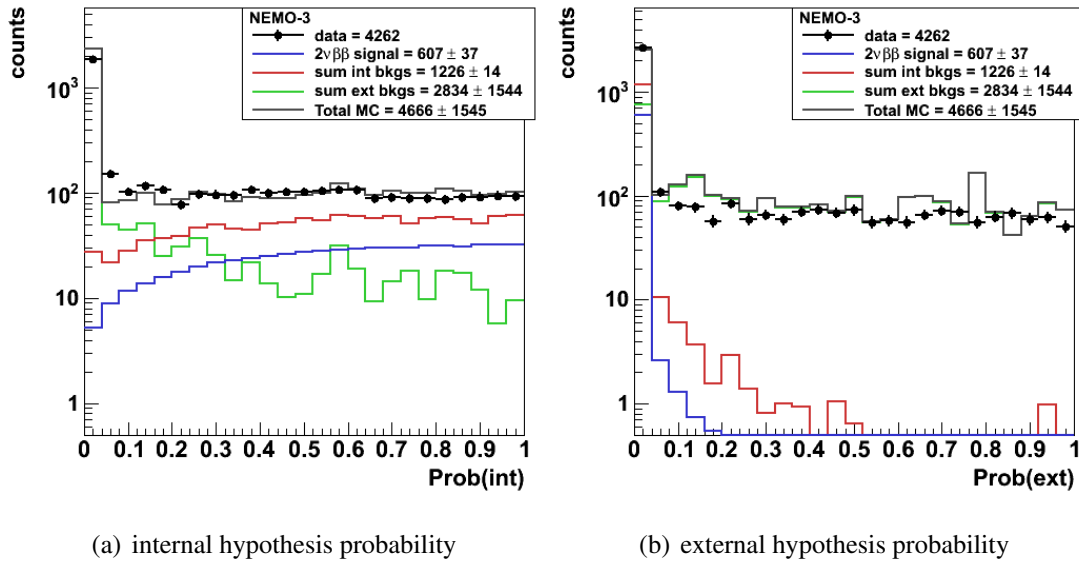 counts
10³
10²
10
1
NEMO-3
data = 4262
2νββ signal = 607 ± 37
sum int bkgs = 1226 ± 14
sum ext bkgs = 2834 ± 1544
Total MC = 4666 ± 1545
0 0.1 0.2 0.3 0.4 0.5 0.6 0.7 0.8 0.9 1
Prob(int)
(a) internal hypothesis probability
counts
10³
10²
10
1
NEMO-3
data = 4262
2νββ signal = 607 ± 37
sum int bkgs = 1226 ± 14
sum ext bkgs = 2834 ± 1544
Total MC = 4666 ± 1545
0 0.1 0.2 0.3 0.4 0.5 0.6 0.7 0.8 0.9 1
Prob(ext)
(b) external hypothesis probability